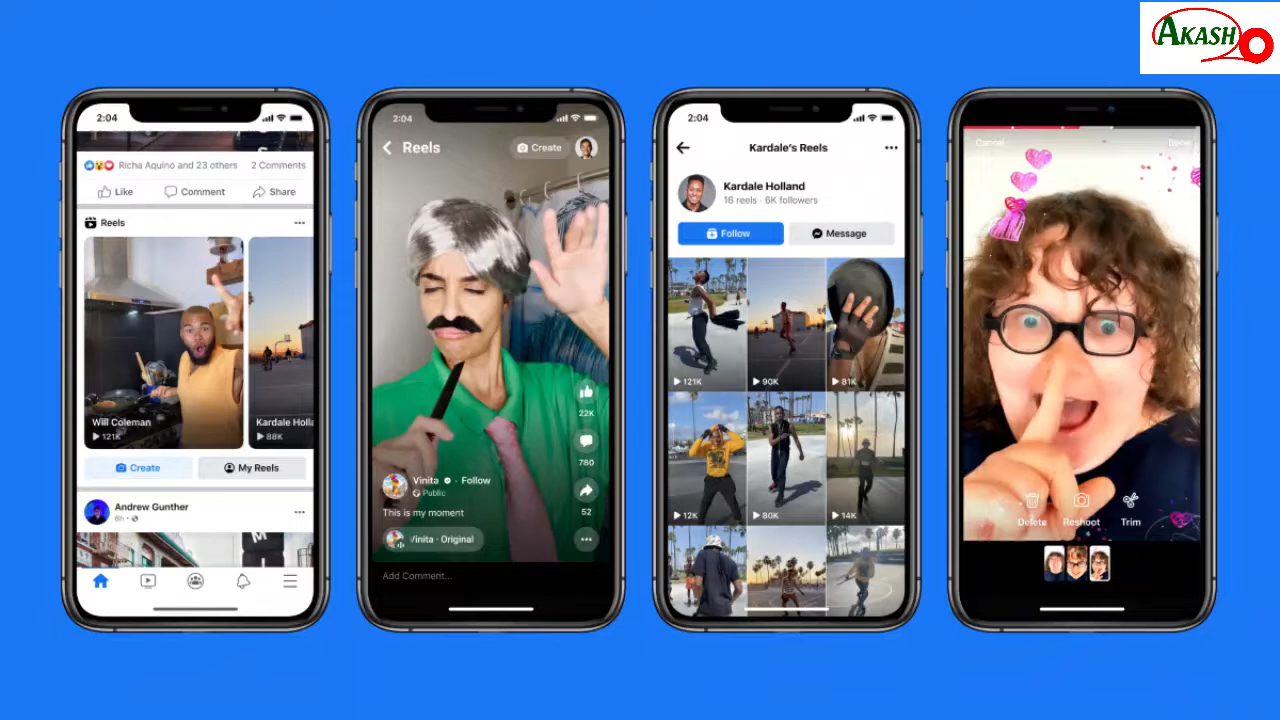 AKASH
2:04
Richa Aquino and 23 others
2 Comments
Like
Comment
Share
Reels
Will Coleman
121K
Kardale Holla
88K
Create
My Reels
Andrew Gunther
8h
2:04
Reels
Create
22K
780
52
Vinita · Follow
Public
This is my moment
Vinita · Original
Add Comment...
2:04
Kardale's Reels
Kardale Holland
16 reels · 6K followers
Follow
Message
121K
90K
81K
12K
80K
14K
Cancel
Done
Delete
Reshoot
Trim